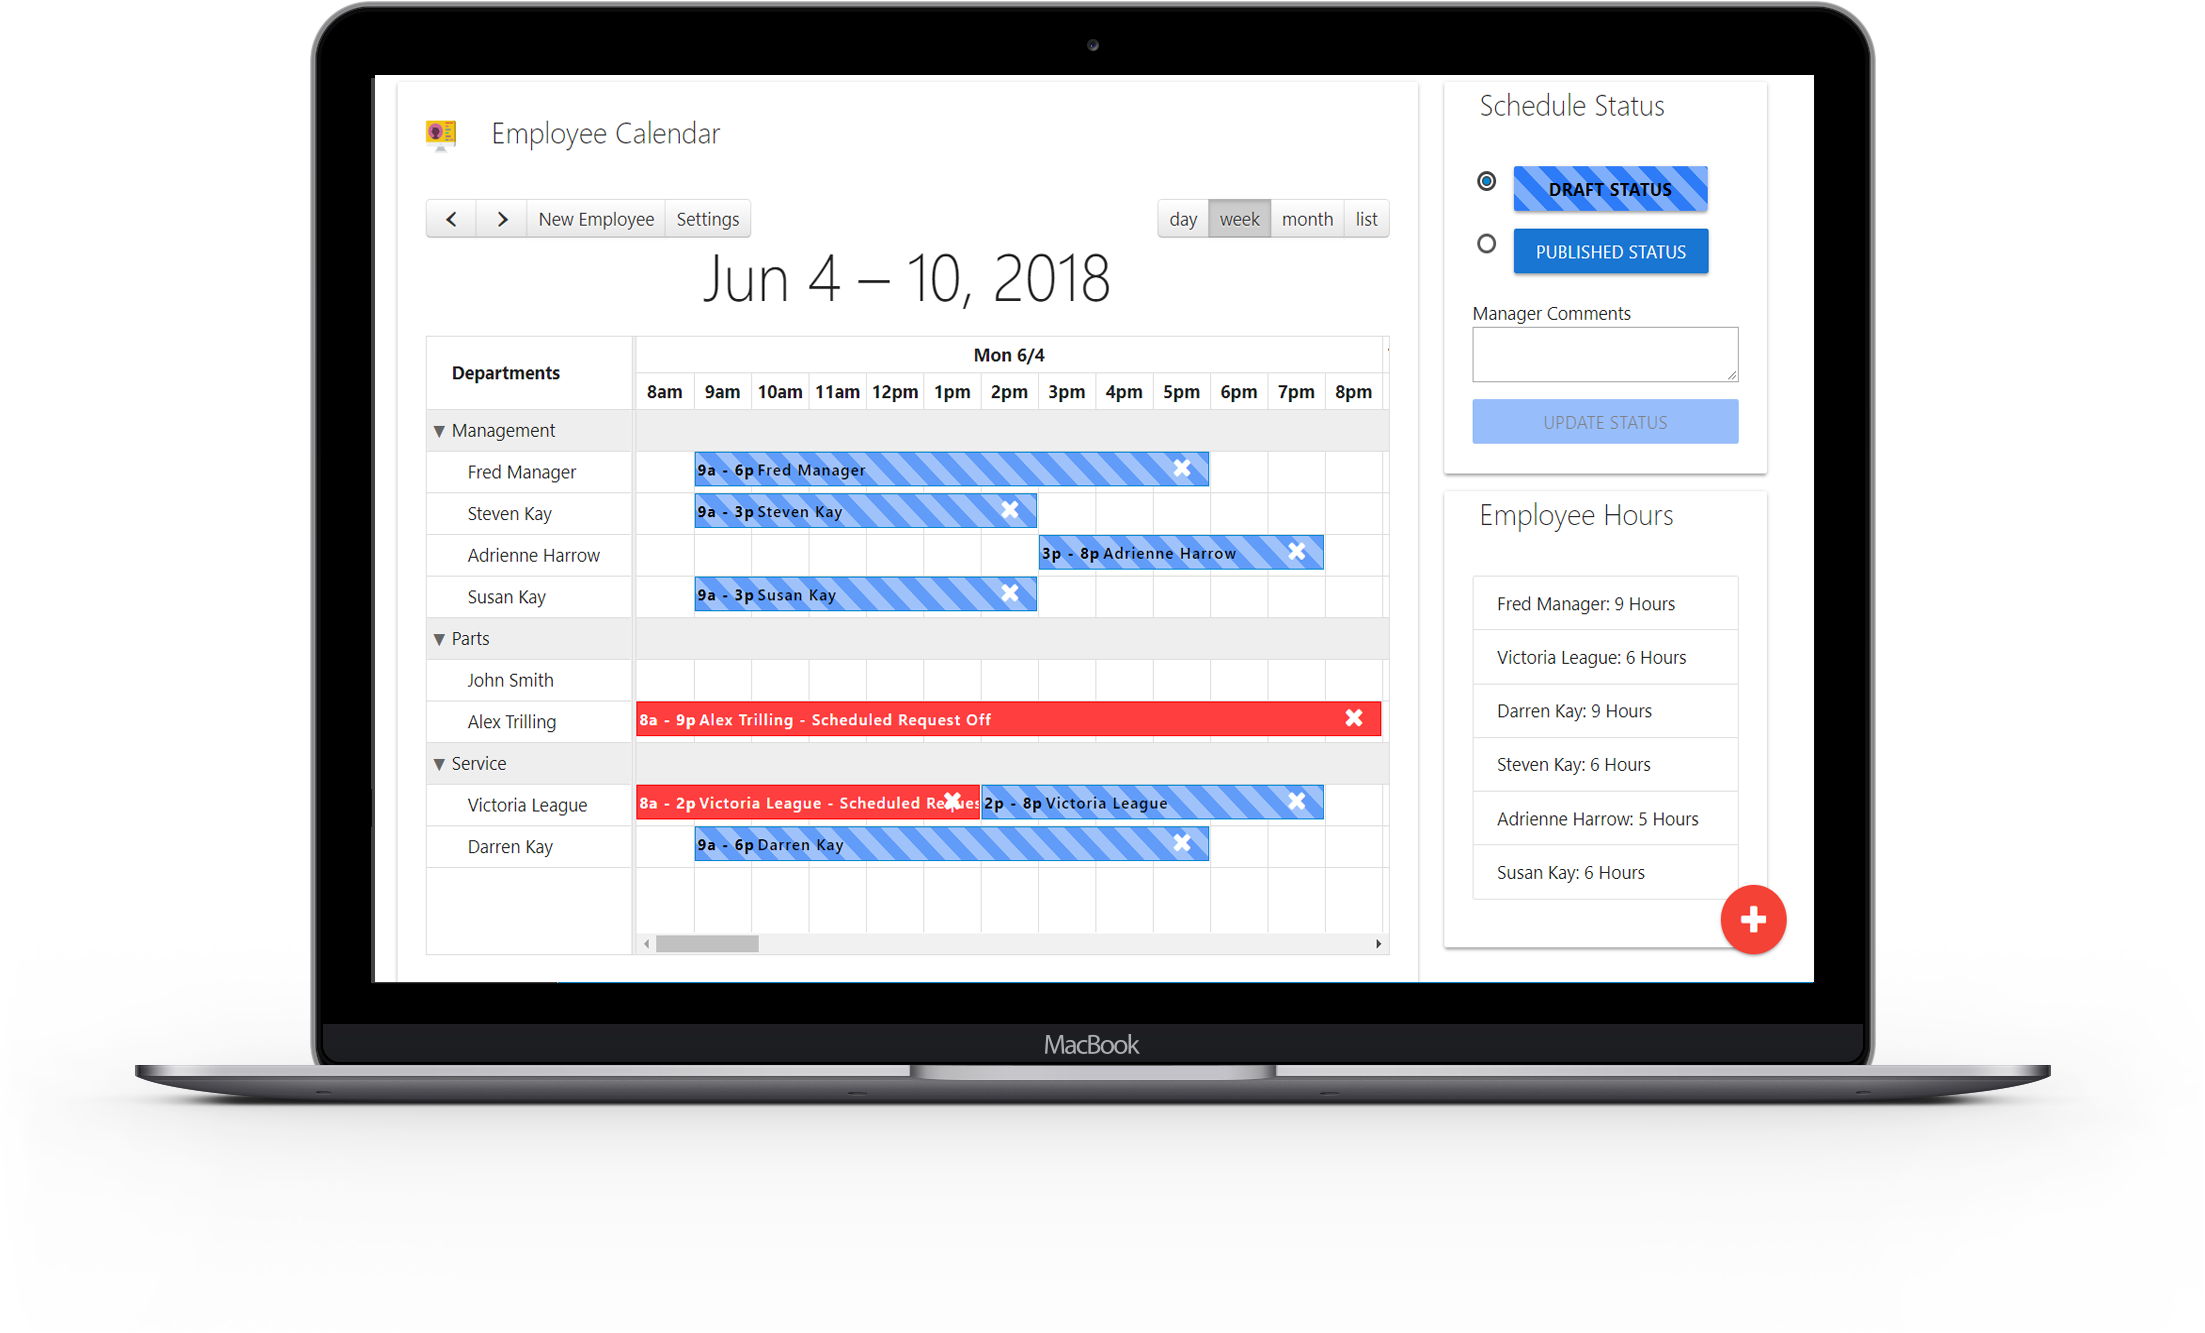 Employee Calendar
New Employee
Settings
day
week
month
list
Jun 4 – 10, 2018
Departments
Mon 6/4
8am 9am 10am 11am 12pm 1pm 2pm 3pm 4pm 5pm 6pm 7pm 8pm
▼ Management
Fred Manager
9a - 6p Fred Manager
Steven Kay
9a - 3p Steven Kay
Adrienne Harrow
3p - 8p Adrienne Harrow
Susan Kay
9a - 3p Susan Kay
▼ Parts
John Smith
Alex Trilling
8a - 9p Alex Trilling - Scheduled Request Off
▼ Service
Victoria League
8a - 2p Victoria League - Scheduled Reques
2p - 8p Victoria League
Darren Kay
9a - 6p Darren Kay
Schedule Status
DRAFT STATUS
PUBLISHED STATUS
Manager Comments
UPDATE STATUS
Employee Hours
Fred Manager: 9 Hours
Victoria League: 6 Hours
Darren Kay: 9 Hours
Steven Kay: 6 Hours
Adrienne Harrow: 5 Hours
Susan Kay: 6 Hours
MacBook